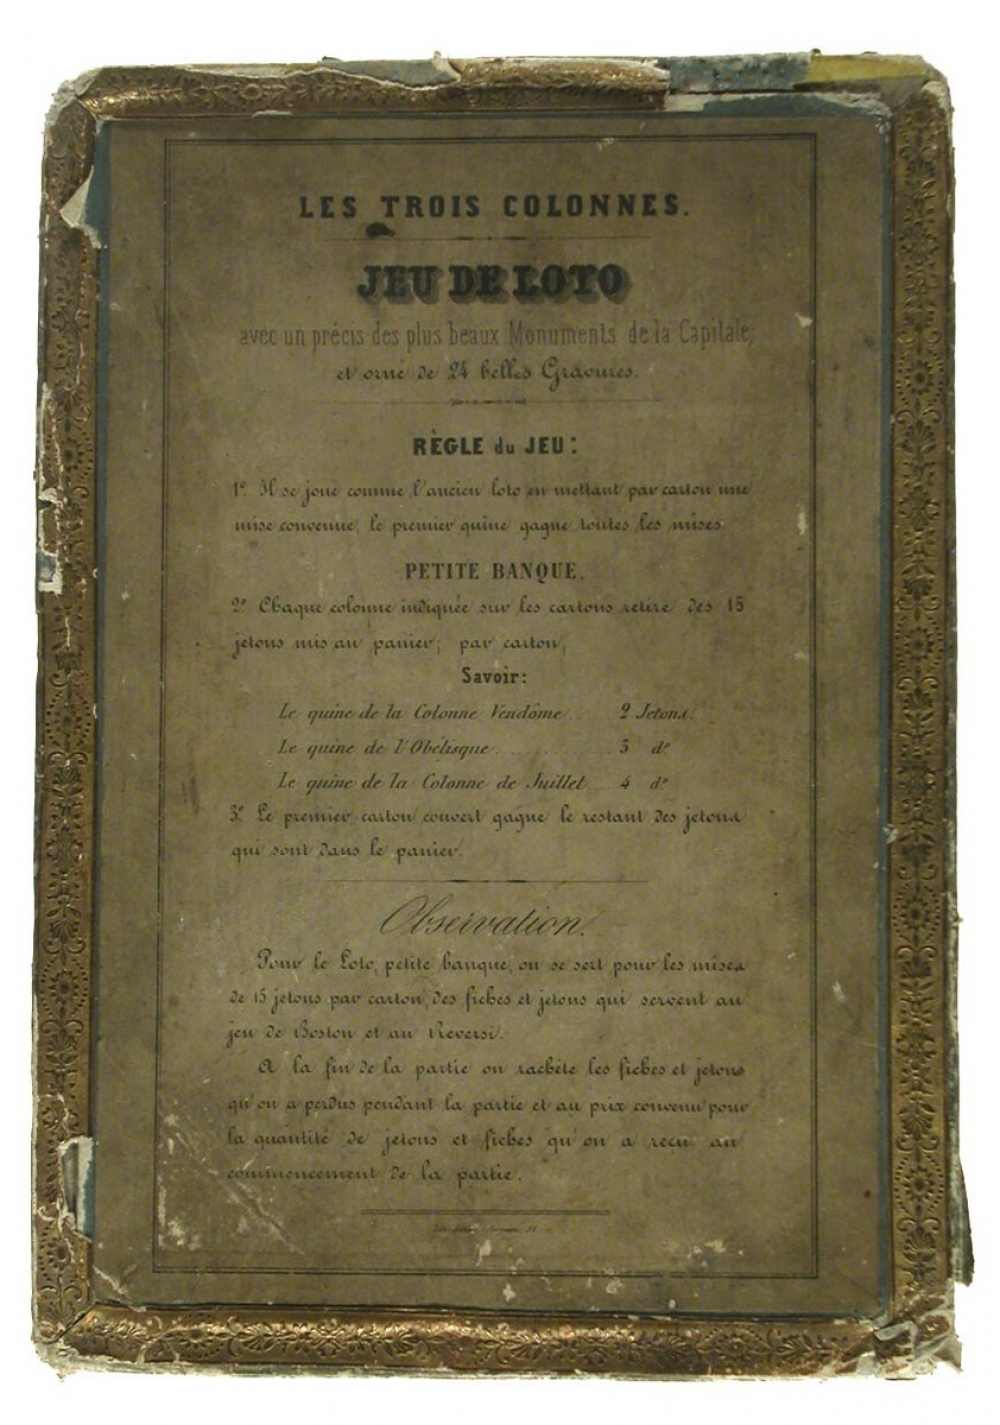 LES TROIS COLONNES.
JEU DE LOTO
avec un précis des plus beaux Monuments de la Capitale,
et orné de 24 belles Gravures.
RÈGLE du JEU:
1º Il se joue comme l'ancien loto en mettant par carton une
mise convenue, le premier quine gagne toutes les mises.
PETITE BANQUE.
2º Chaque colonne indiquée sur les cartons retire des 15
jetons mis au panier; par carton,
Savoir:
Le quine de la Colonne Vendôme 2 Jetons.
Le quine de l'Obélisque ............ 3 dº
Le quine de la Colonne de Juillet .. 4 dº
3º Le premier carton couvert gagne le restant des jetons
qui sont dans le panier.
Observation.
Pour le Loto, petite banque, on se sert pour les mises
de 15 jetons par carton, des fiches et jetons qui servent au
jeu de Boston et au Reversi.
A la fin de la partie on rachète les fiches et jetons
qu'on a perdus pendant la partie et au prix convenu pour
la quantité de jetons et fiches qu'on a reçu au
commencement de la partie.